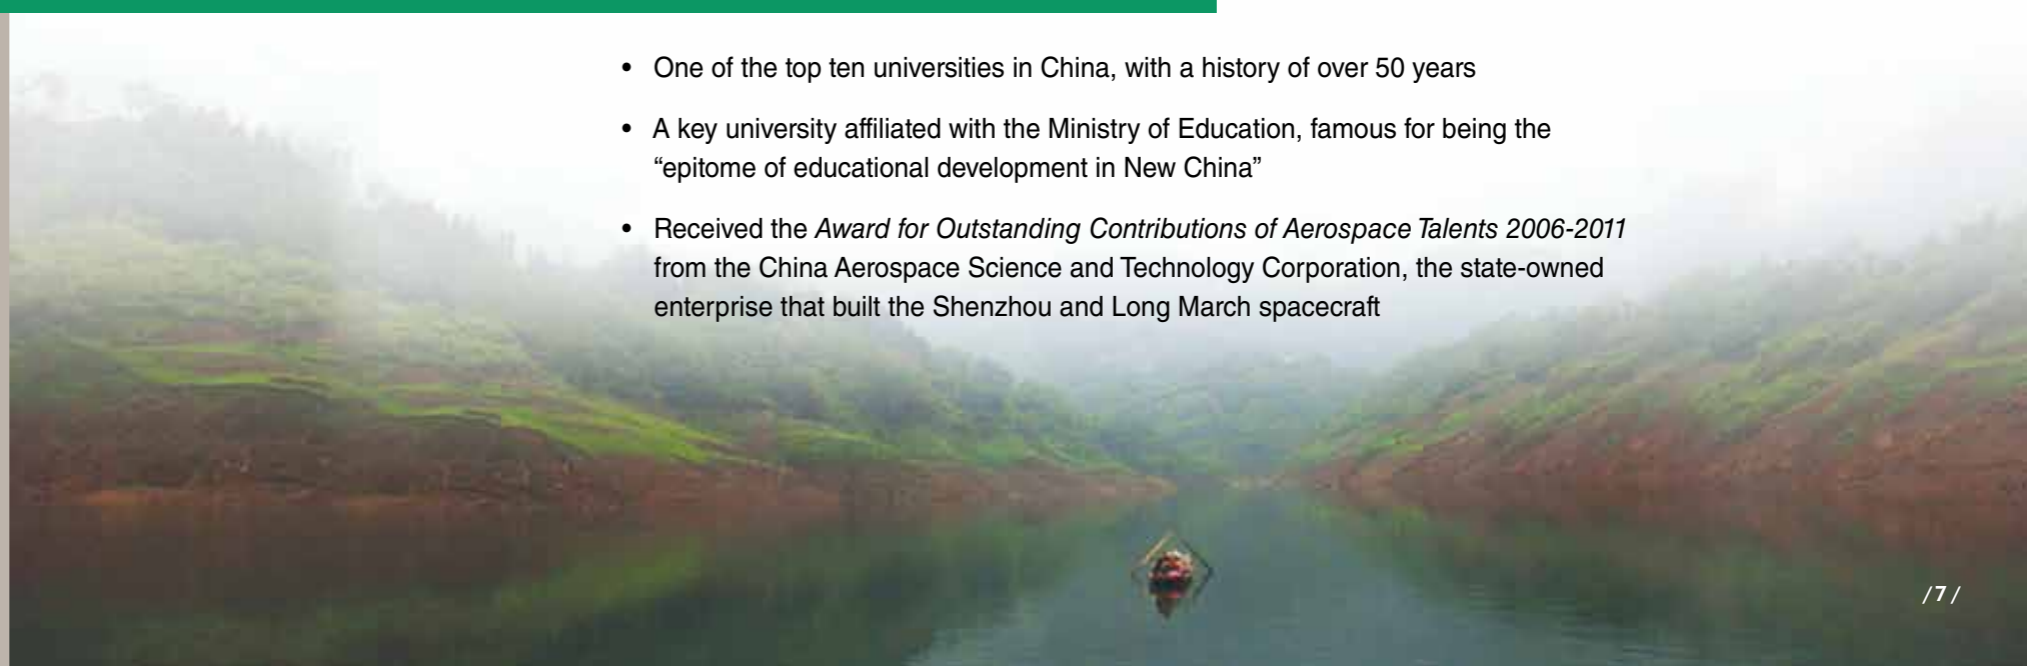 • One of the top ten universities in China, with a history of over 50 years
• A key university affiliated with the Ministry of Education, famous for being the
“epitome of educational development in New China”
• Received the Award for Outstanding Contributions of Aerospace Talents 2006-2011
from the China Aerospace Science and Technology Corporation, the state-owned
enterprise that built the Shenzhou and Long March spacecraft
/ 7 /